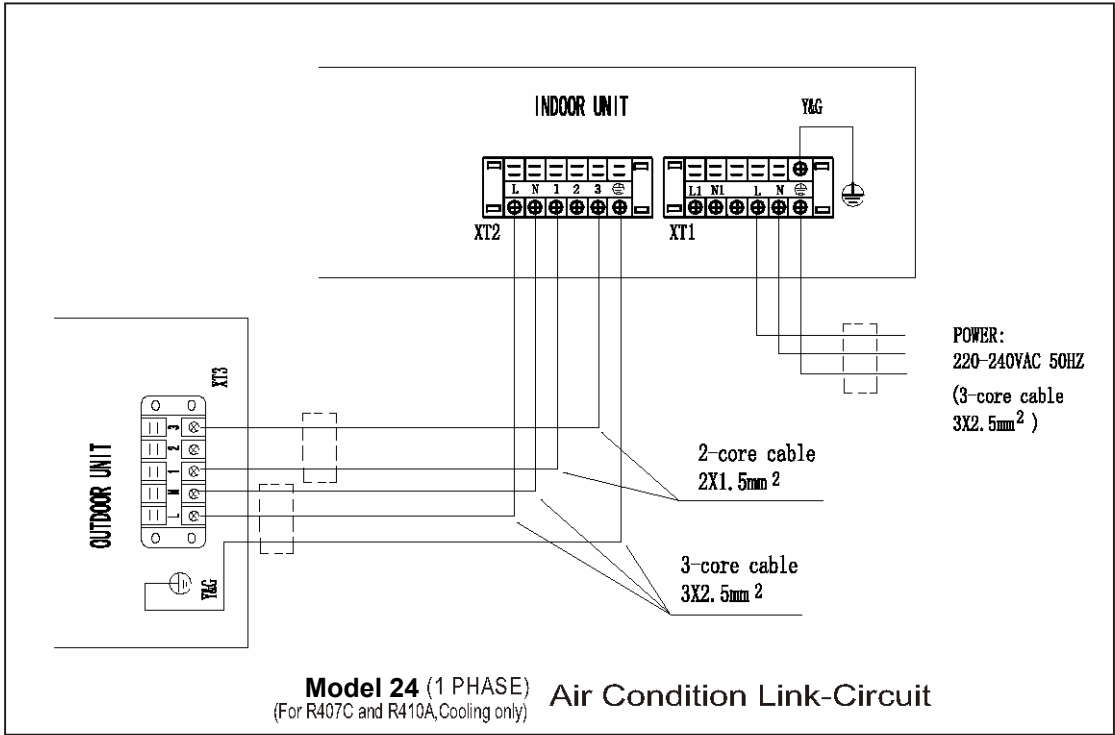 INDOOR UNIT
Y&G
L N 1 2 3
L1 N1 L N
XT2
XT1
POWER:
220-240VAC 50HZ
(3-core cable
3X2.5mm² )
XT3
OUTDOOR UNIT
3
2
1
N
L
Y&G
2-core cable
2X1.5mm²
3-core cable
3X2.5mm²
Model 24 (1 PHASE)
(For R407C and R410A,Cooling only)
Air Condition Link-Circuit